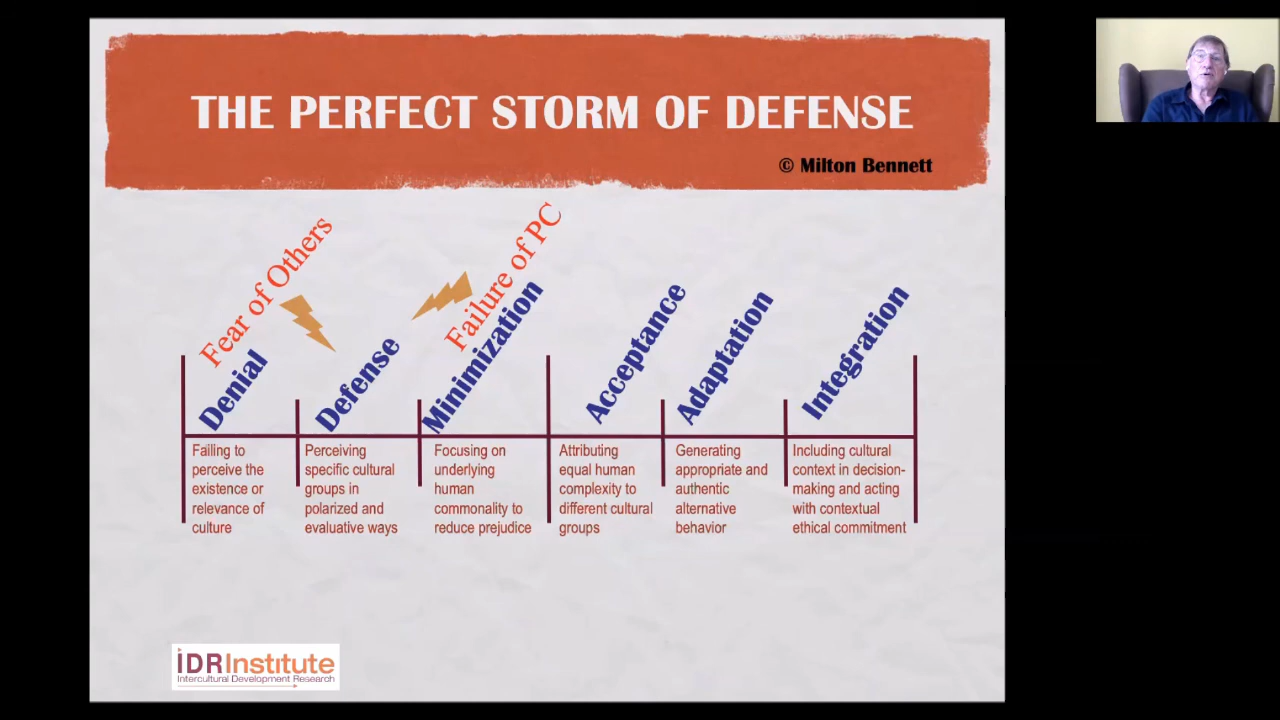 THE PERFECT STORM OF DEFENSE
© Milton Bennett
Fear of Others
Failure of PC
Denial
Defense
Minimization
Acceptance
Adaptation
Integration
Failing to
perceive the
existence or
relevance of
culture
Perceiving
specific cultural
groups in
polarized and
evaluative ways
Focusing on
underlying
human
commonality to
reduce prejudice
Attributing
equal human
complexity to
different cultural
groups
Generating
appropriate and
authentic
alternative
behavior
Including cultural
context in decision-
making and acting
with contextual
ethical commitment
IDRInstitute
Intercultural Development Research